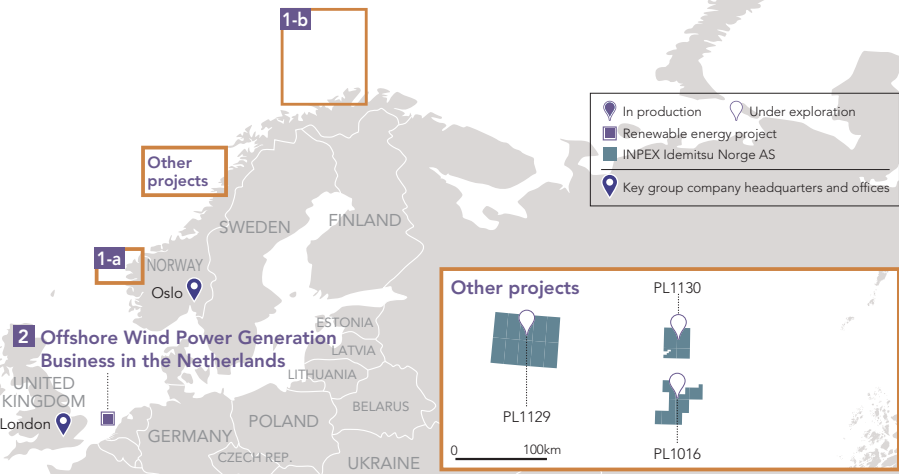 1-b
In production
Under exploration
Renewable energy project
INPEX Idemitsu Norge AS
Key group company headquarters and offices
Other
projects
SWEDEN
FINLAND
1-a
NORWAY
Oslo
Other projects
PL1130
PL1129
PL1016
0
100km
2 Offshore Wind Power Generation
Business in the Netherlands
ESTONIA
LATVIA
LITHUANIA
UNITED
KINGDOM
London
BELARUS
POLAND
GERMANY
CZECH REP.
UKRAINE